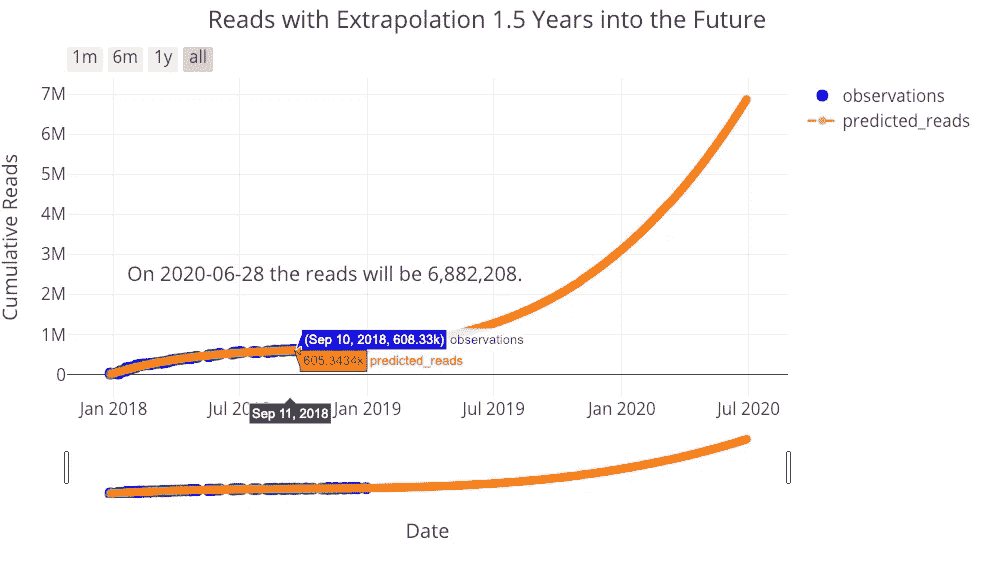 Reads with Extrapolation 1.5 Years into the Future
1m 6m 1y all
observations
predicted_reads
Cumulative Reads
7M
6M
5M
4M
3M
2M
1M
0
On 2020-06-28 the reads will be 6,882,208.
(Sep 10, 2018, 608.33k) observations
605.3434k predicted_reads
Jan 2018 Jul Jan 2019 Jul 2019 Jan 2020 Jul 2020
Sep 11, 2018
Date